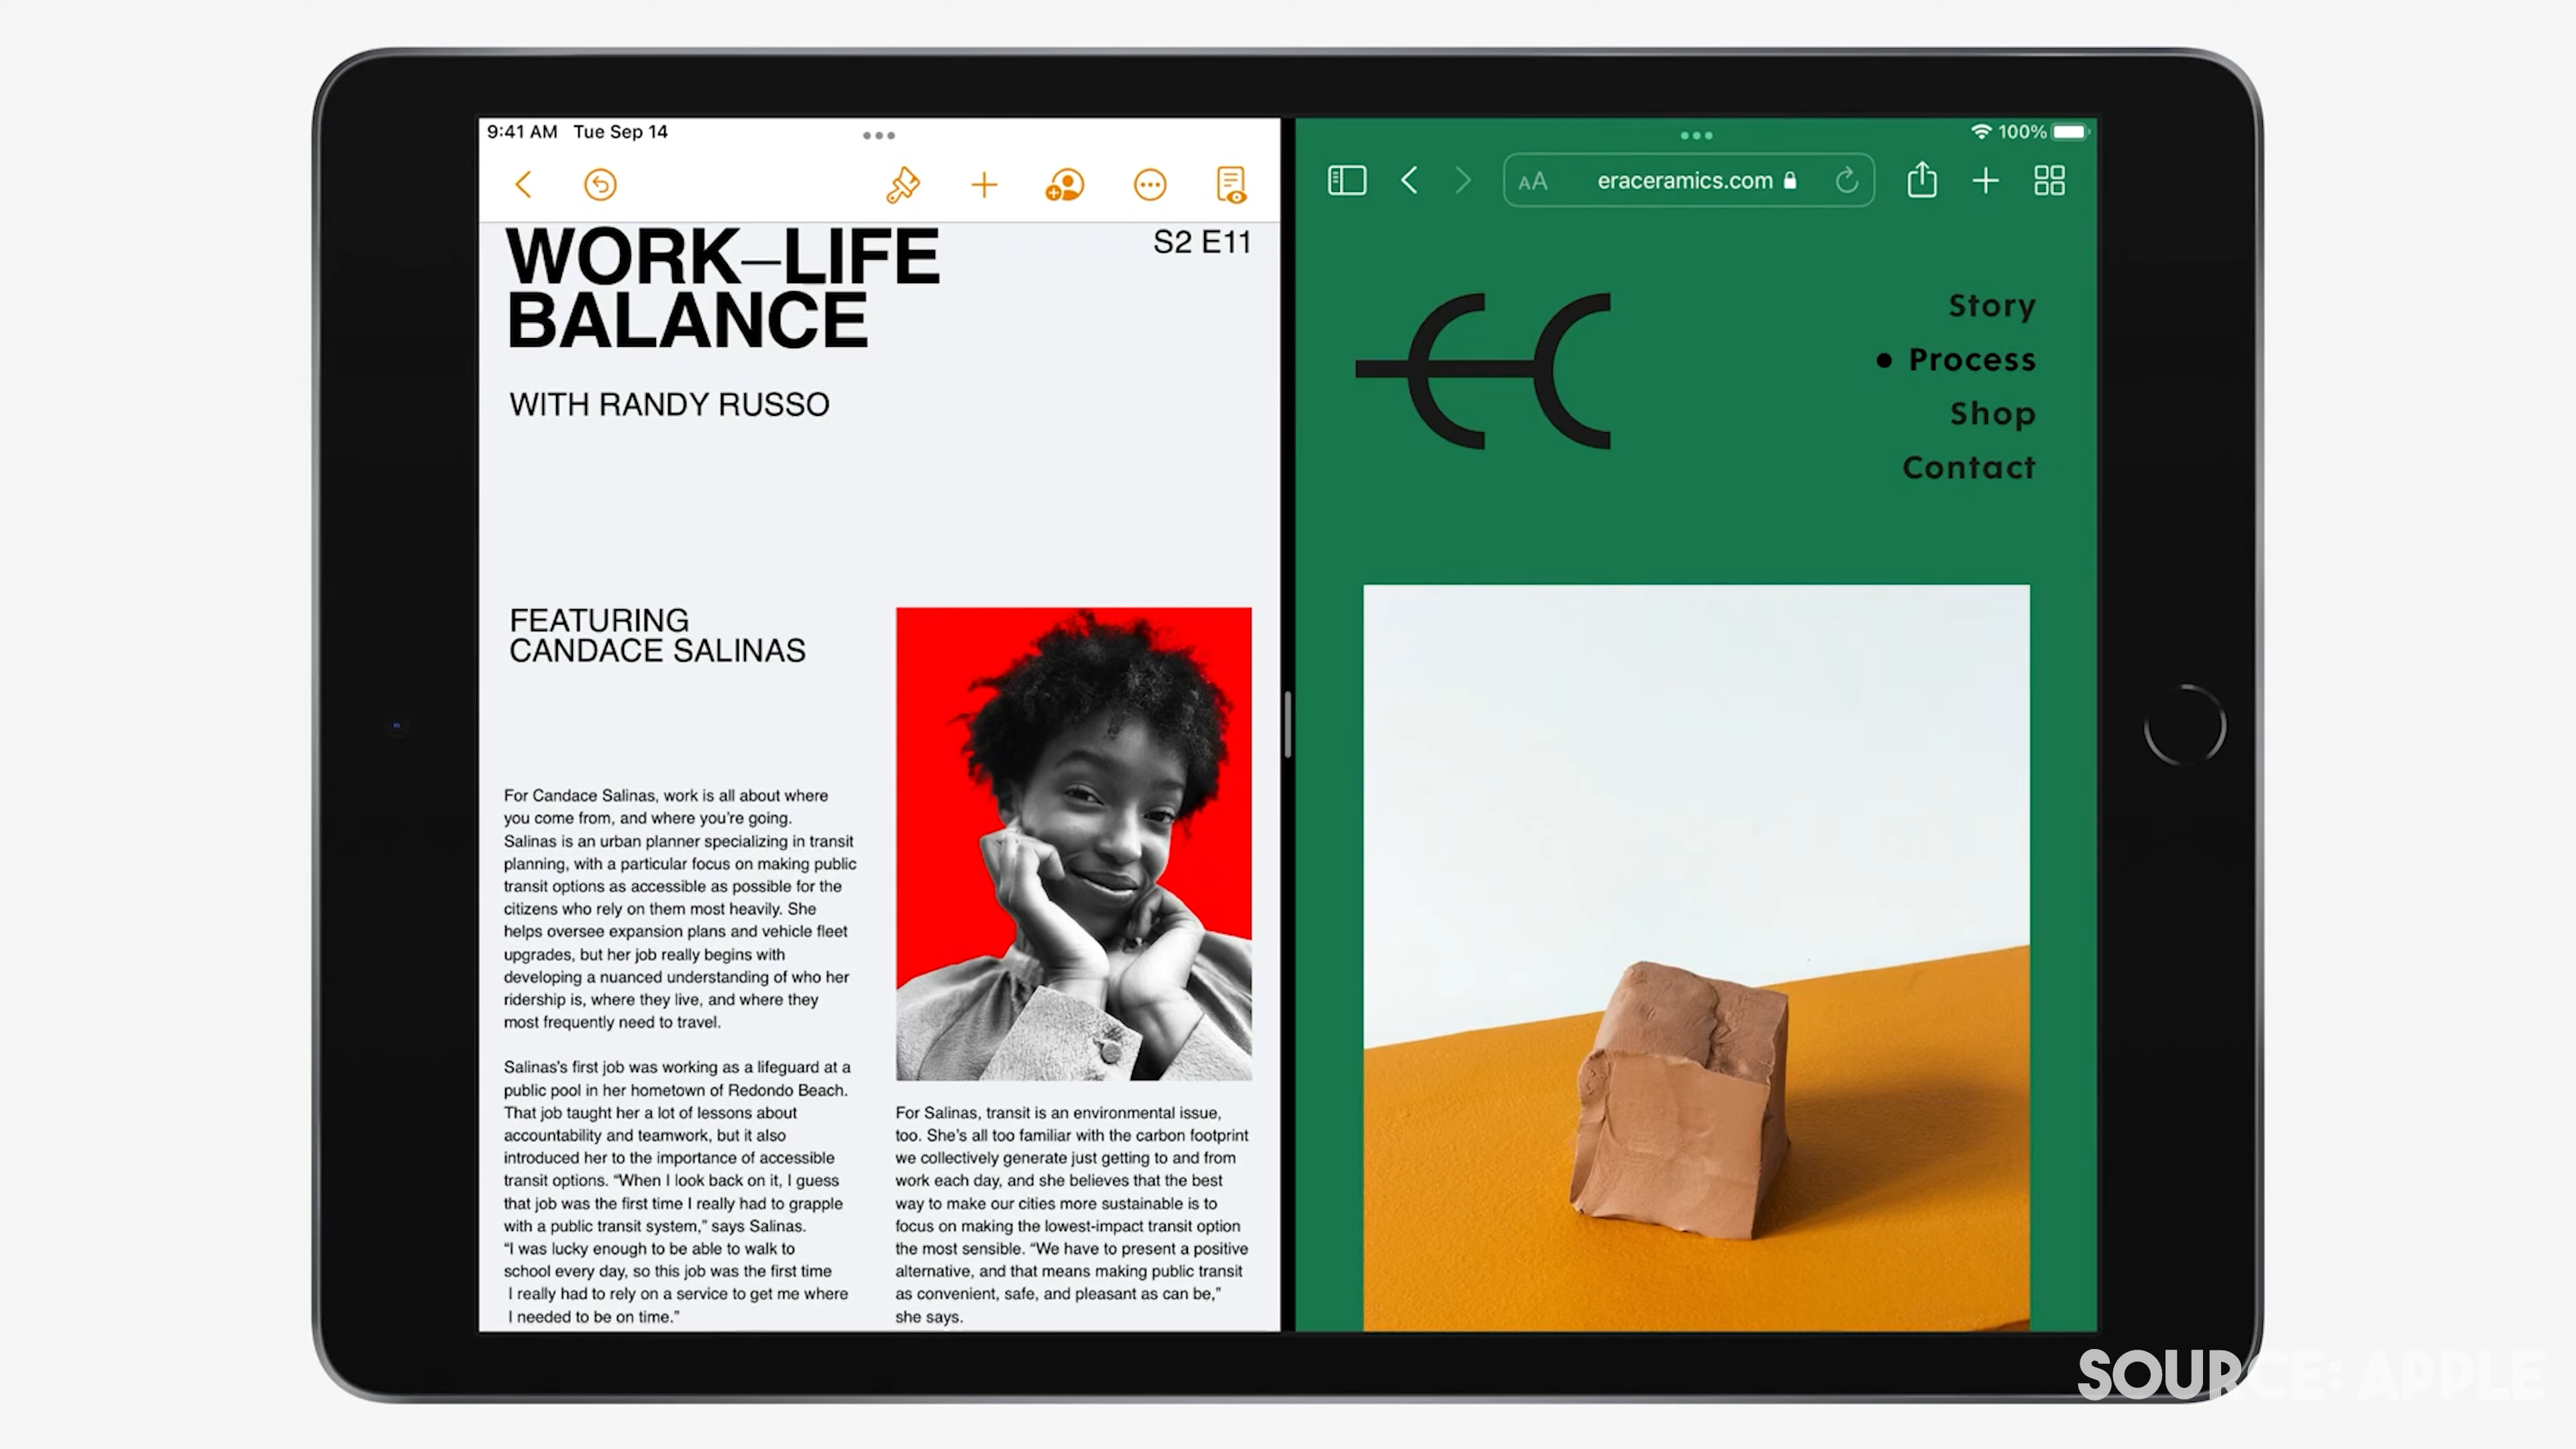 9:41 AM Tue Sep 14
WORK–LIFE
BALANCE
S2 E11
WITH RANDY RUSSO
FEATURING
CANDACE SALINAS
For Candace Salinas, work is all about where
you come from, and where you're going.
Salinas is an urban planner specializing in transit
planning, with a particular focus on making public
transit options as accessible as possible for the
citizens who rely on them most heavily. She
helps oversee expansion plans and vehicle fleet
upgrades, but her job really begins with
developing a nuanced understanding of who her
ridership is, where they live, and where they
most frequently need to travel.
Salinas's first job was working as a lifeguard at a
public pool in her hometown of Redondo Beach.
That job taught her a lot of lessons about
accountability and teamwork, but it also
introduced her to the importance of accessible
transit options. “When I look back on it, I guess
that job was the first time I really had to grapple
with a public transit system,” says Salinas.
“I was lucky enough to be able to walk to
school every day, so this job was the first time
I really had to rely on a service to get me where
I needed to be on time.”
For Salinas, transit is an environmental issue,
too. She's all too familiar with the carbon footprint
we collectively generate just getting to and from
work each day, and she believes that the best
way to make our cities more sustainable is to
focus on making the lowest-impact transit option
the most sensible. “We have to present a positive
alternative, and that means making public transit
as convenient, safe, and pleasant as can be,”
she says.
100%
AA eraceramics.com
EC
Story
• Process
Shop
Contact
SOURCE: APPLE